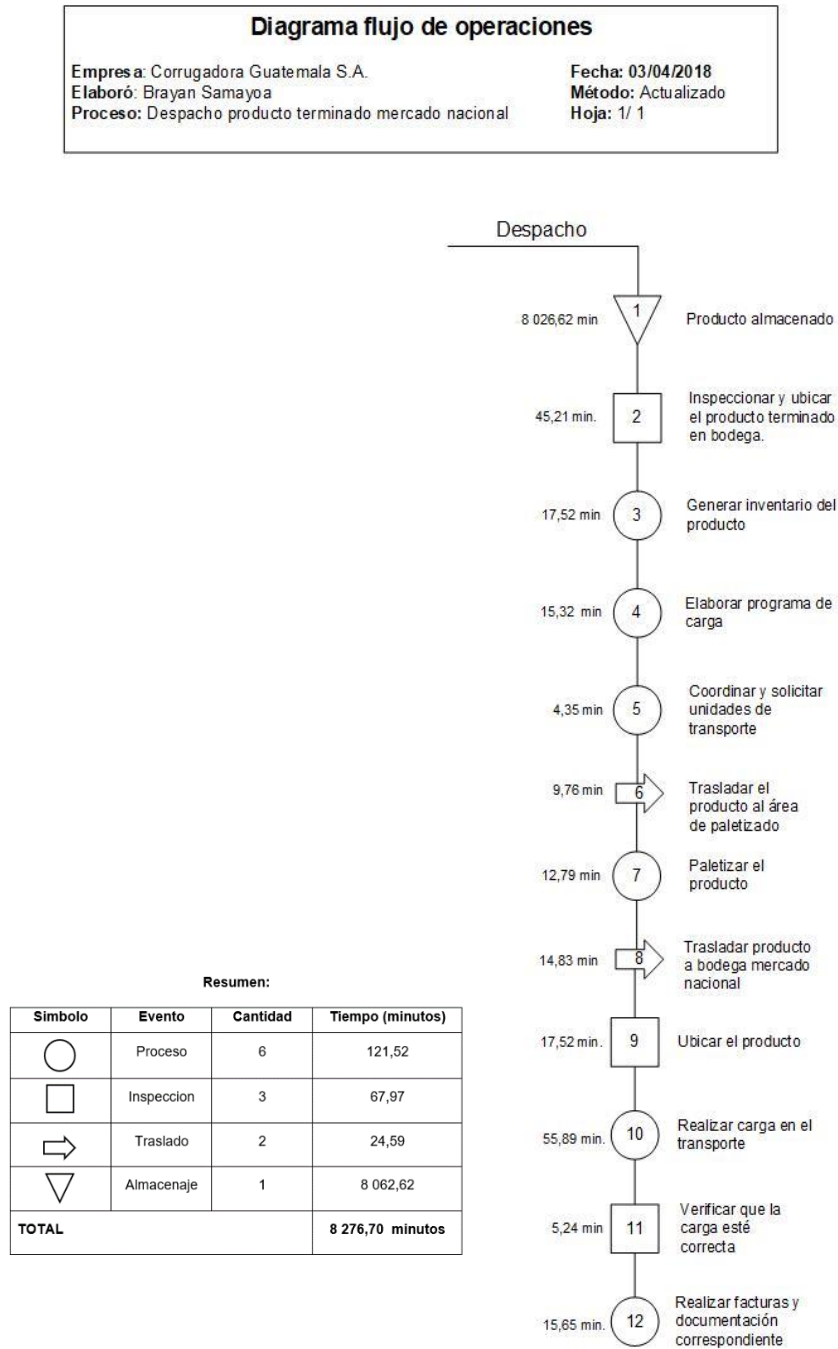 Diagrama flujo de operaciones
Empresa: Corrugadora Guatemala S.A.
Elaboró: Brayan Samayoa
Proceso: Despacho producto terminado mercado nacional
Fecha: 03/04/2018
Método: Actualizado
Hoja: 1/ 1
Despacho
8 026,62 min
1
Producto almacenado
45,21 min.
2
Inspeccionar y ubicar
el producto terminado
en bodega.
17,52 min
3
Generar inventario del
producto
15,32 min
4
Elaborar programa de
carga
4,35 min
5
Coordinar y solicitar
unidades de
transporte
9,76 min
6
Trasladar el
producto al área
de paletizado
12,79 min
7
Paletizar el
producto
14,83 min
8
Trasladar producto
a bodega mercado
nacional
17,52 min.
9
Ubicar el producto
55,89 min.
10
Realizar carga en el
transporte
5,24 min
11
Verificar que la
carga esté
correcta
15,65 min.
12
Realizar facturas y
documentación
correspondiente
Resumen:
Simbolo Evento Cantidad Tiempo (minutos)
Proceso 6 121,52
Inspeccion 3 67,97
Traslado 2 24,59
Almacenaje 1 8 062,62
TOTAL 8 276,70 minutos